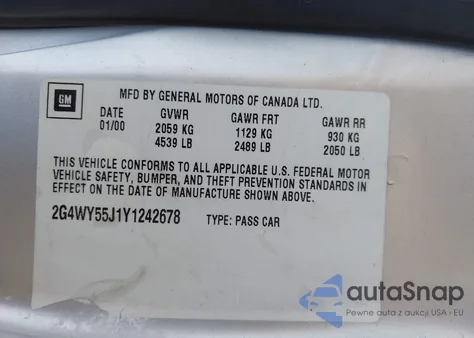 GM
MFD BY GENERAL MOTORS OF CANADA LTD.
DATE GVWR GAWR FRT GAWR RR
01/00 2059 KG 1129 KG 930 KG
4539 LB 2489 LB 2050 LB
THIS VEHICLE CONFORMS TO ALL APPLICABLE U.S. FEDERAL MOTOR
VEHICLE SAFETY, BUMPER, AND THEFT PREVENTION STANDARDS IN
EFFECT ON THE DATE OF MANUFACTURE SHOWN ABOVE.
2G4WY55J1Y1242678 TYPE: PASS CAR
autoSnap
Pewne auta z aukcji USA i EU